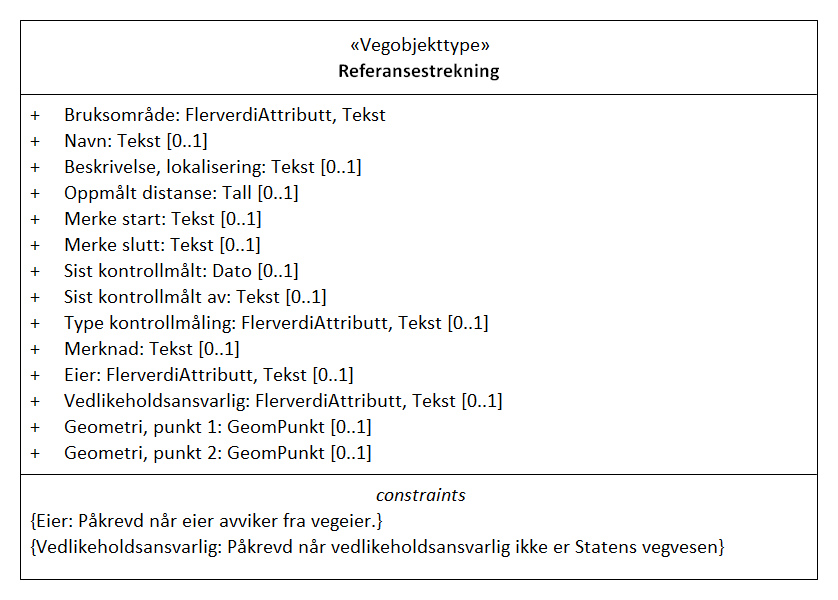 «Vegobjekttype»
Referansestrekning
+ Bruksområde: FlerverdiAttributt, Tekst
+ Navn: Tekst [0..1]
+ Beskrivelse, lokalisering: Tekst [0..1]
+ Oppmålt distanse: Tall [0..1]
+ Merke start: Tekst [0..1]
+ Merke slutt: Tekst [0..1]
+ Sist kontrollmålt: Dato [0..1]
+ Sist kontrollmålt av: Tekst [0..1]
+ Type kontrollmåling: FlerverdiAttributt, Tekst [0..1]
+ Merknad: Tekst [0..1]
+ Eier: FlerverdiAttributt, Tekst [0..1]
+ Vedlikeholdsansvarlig: FlerverdiAttributt, Tekst [0..1]
+ Geometri, punkt 1: GeomPunkt [0..1]
+ Geometri, punkt 2: GeomPunkt [0..1]
constraints
{Eier: Påkrevd når eier avviker fra vegeier.}
{Vedlikeholdsansvarlig: Påkrevd når vedlikeholdsansvarlig ikke er Statens vegvesen}